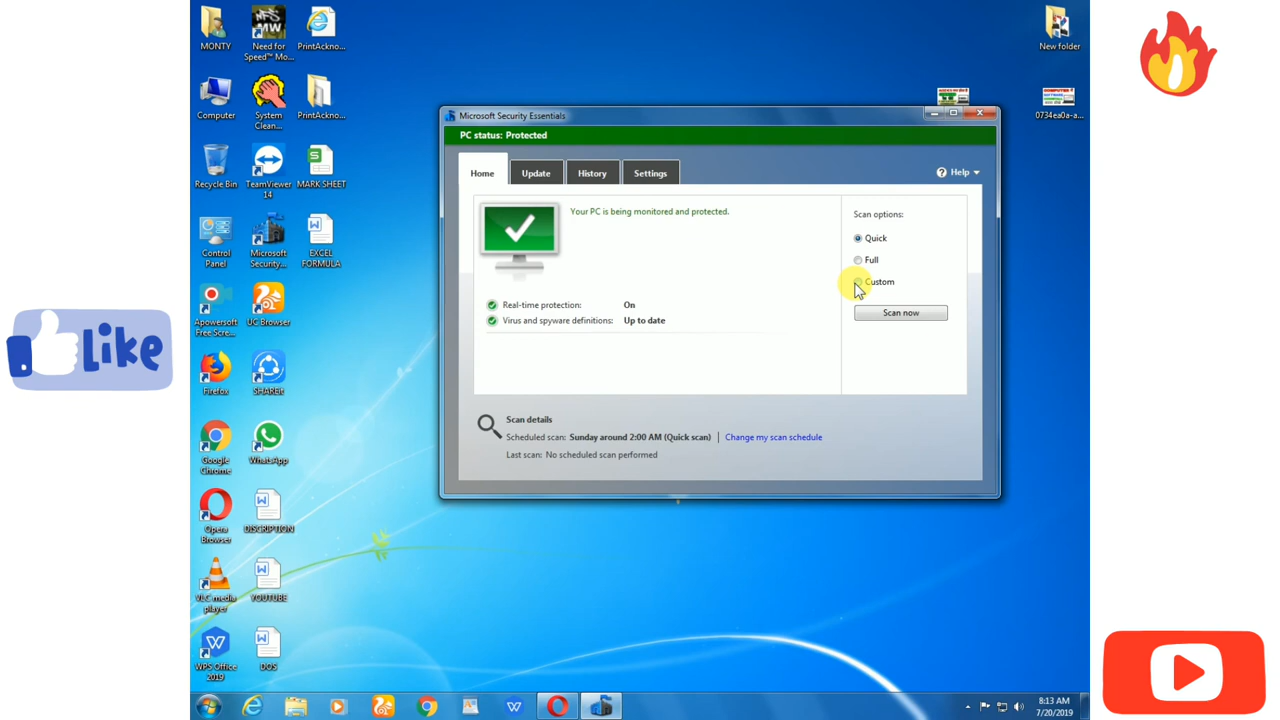 MONTY
Need for
Speed™ Mo...
PrintAckno...
New folder
Computer
System
Clean...
PrintAckno...
0734ea0a-a...
Recycle Bin
TeamViewer
14
MARK SHEET
Control
Panel
Microsoft
Security...
EXCEL
FORMULA
Apowersoft
Free Scre...
UC Browser
Firefox
SHAREit
Google
Chrome
WhatsApp
Opera
Browser
DISCRIPTION
VLC media
player
YOUTUBE
WPS Office
2019
DOS
Microsoft Security Essentials
PC status: Protected
Home
Update
History
Settings
Help
Your PC is being monitored and protected.
Real-time protection: On
Virus and spyware definitions: Up to date
Scan options:
Quick
Full
Custom
Scan now
Scan details
Scheduled scan: Sunday around 2:00 AM (Quick scan) | Change my scan schedule
Last scan: No scheduled scan performed
LIKE
8:13 AM
7/20/2019